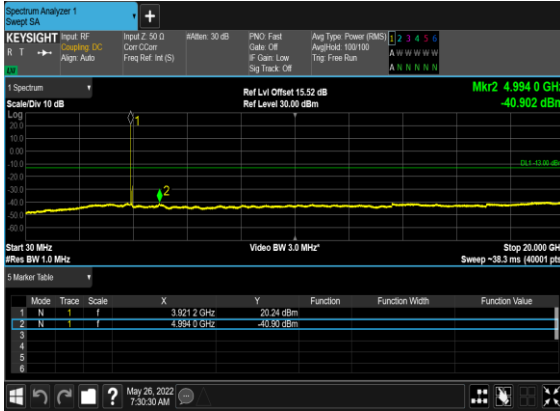 Spectrum Analyzer 1
Swept SA
+
KEYSIGHT
R T
Input: RF
Coupling: DC
Align: Auto
Input Z: 50 Ω
Corr CCorr
Freq Ref: Int (S)
#Atten: 30 dB
PNO: Fast
Gate: Off
IF Gain: Low
Sig Track: Off
Avg Type: Power (RMS)
Avg|Hold: 100/100
Trig: Free Run
1 2 3 4 5 6
A W W W W W
A N N N N N
1 Spectrum
Scale/Div 10 dB
Ref Lvl Offset 15.52 dB
Ref Level 30.00 dBm
Mkr2 4.994 0 GHz
-40.902 dBm
Log
20.0
10.0
0.00
-10.0
-20.0
-30.0
-40.0
-50.0
-60.0
1
2
DL1 -13.00 dBm
Start 30 MHz
#Res BW 1.0 MHz
Video BW 3.0 MHz*
Stop 20.000 GHz
Sweep ~38.3 ms (40001 pts)
5 Marker Table
Mode Trace Scale X Y Function Function Width Function Value
1 N 1 f 3.921 2 GHz 20.24 dBm
2 N 1 f 4.994 0 GHz -40.90 dBm
3
4
5
6
?
May 26, 2022
7:30:30 AM